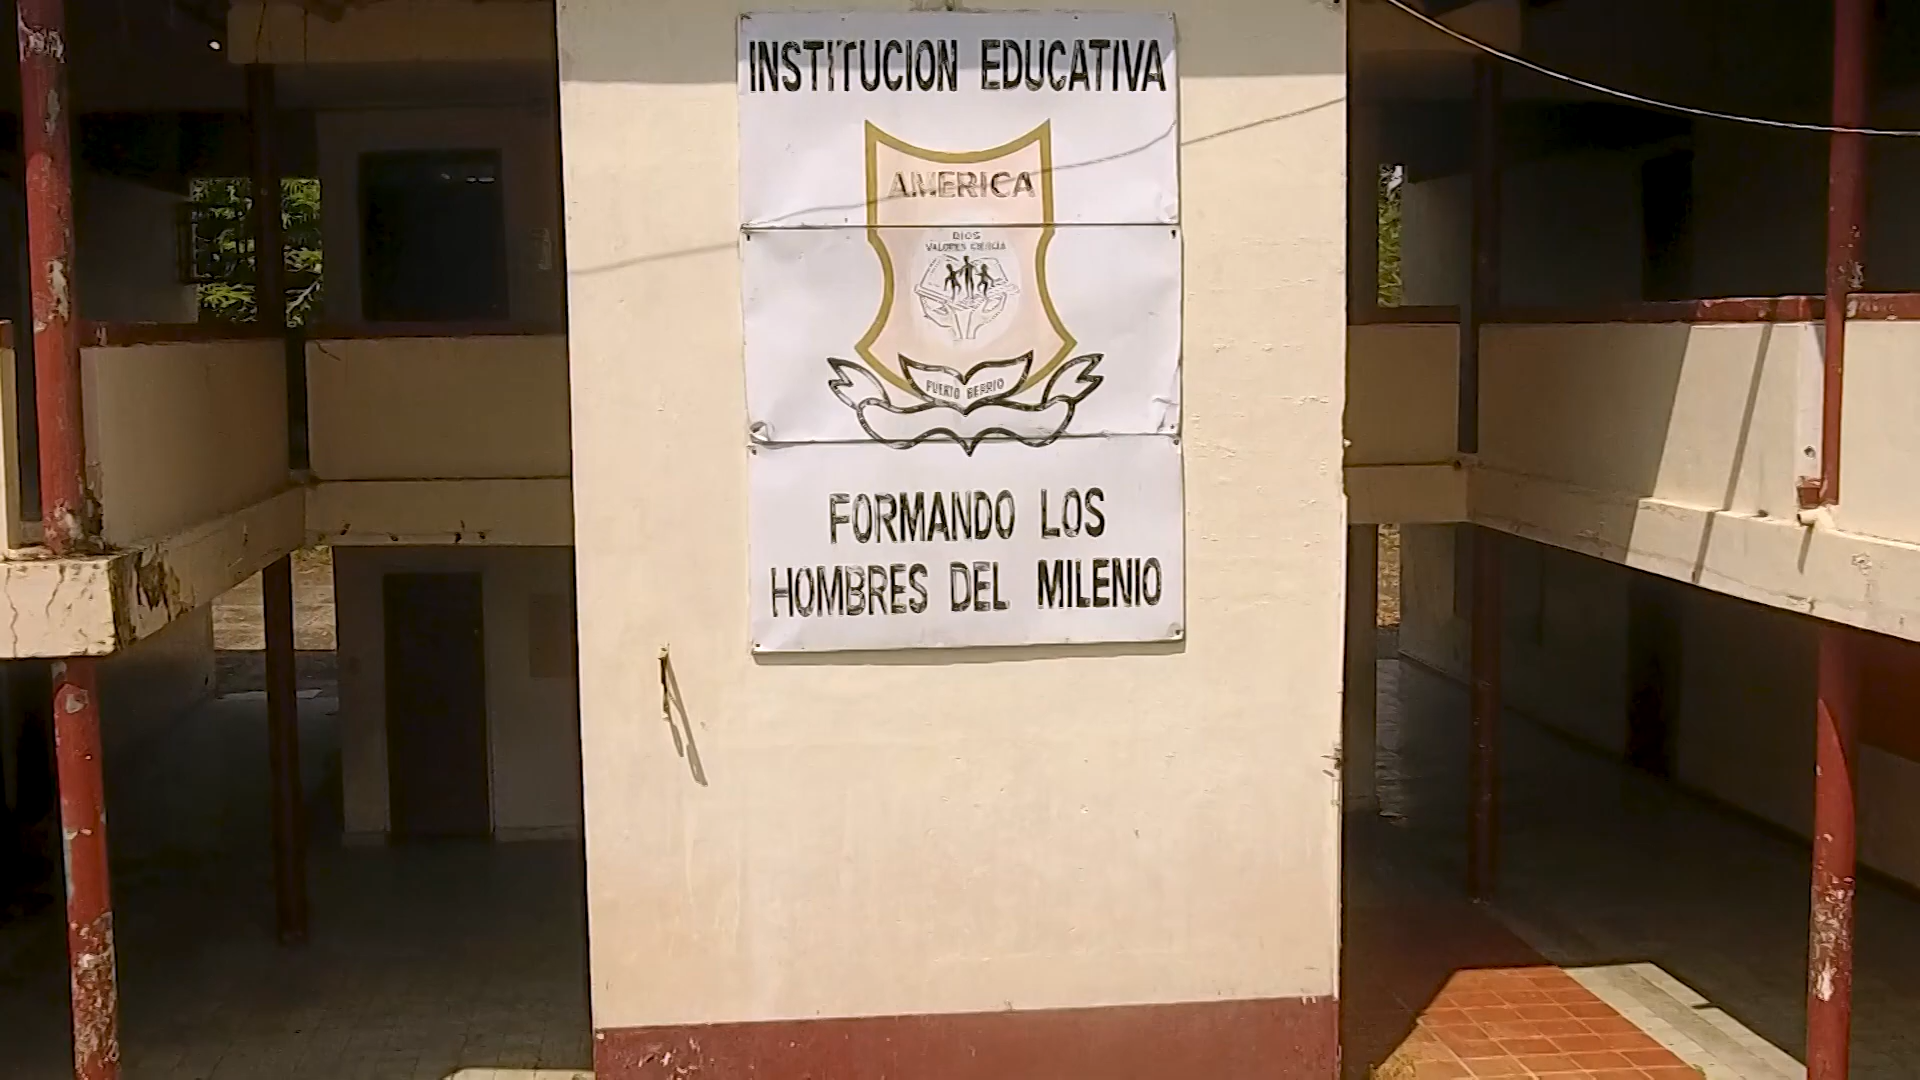 INSTITUCION EDUCATIVA
AMERICA
DIOS
VALORES CIENCIA
PUERTO BERRIO
FORMANDO LOS
HOMBRES DEL MILENIO